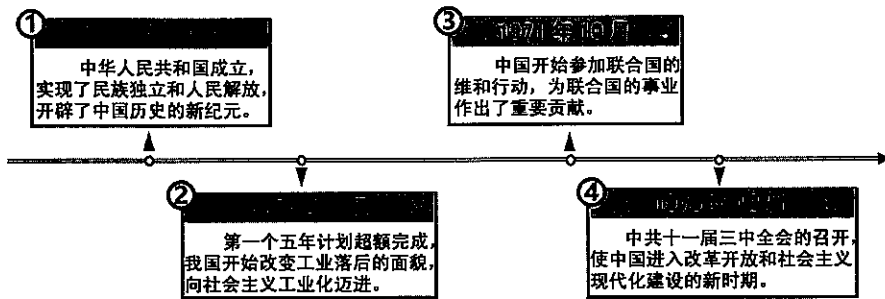 ①
中华人民共和国成立,
实现了民族独立和人民解放,
开辟了中国历史的新纪元。
②
第一个五年计划超额完成,
我国开始改变工业落后的面貌,
向社会主义工业化迈进。
③ 1971年10月
中国开始参加联合国的
维和行动，为联合国的事业
作出了重要贡献。
④
中共十一届三中全会的召开,
使中国进入改革开放和社会主义
现代化建设的新时期。